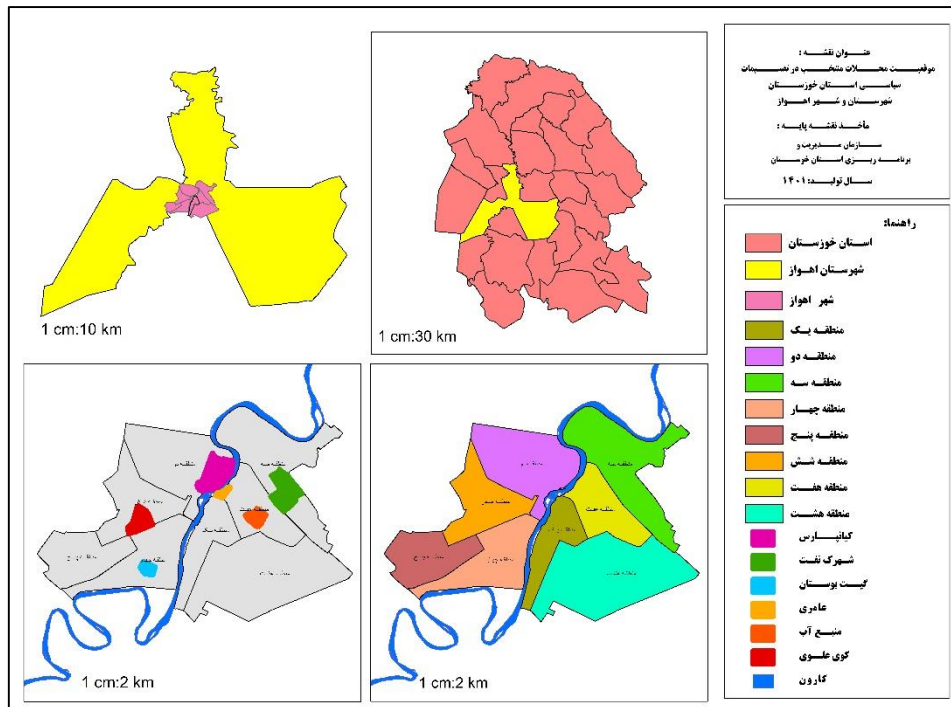 عنوان نقشه :
موقعیت محلات منتخب در تقسیمات
سیاسی استان خوزستان
شهرستان و شهر اهواز
مأخذ نقشه پایه :
سازمان مدیریت و
برنامه ریزی استان خوزستان
سال تولید: ۱۴۰۱
1 cm:10 km
1 cm:30 km
راهنما:
استان خوزستان
شهرستان اهواز
شهر اهواز
منطقه یک
منطقه دو
منطقه سه
منطقه چهار
منطقه پنج
منطقه شش
منطقه هفت
منطقه هشت
کیانپارس
شهرک نفت
گیت بوستان
عامری
منبع آب
کوی علوی
کارون
1 cm:2 km
1 cm:2 km